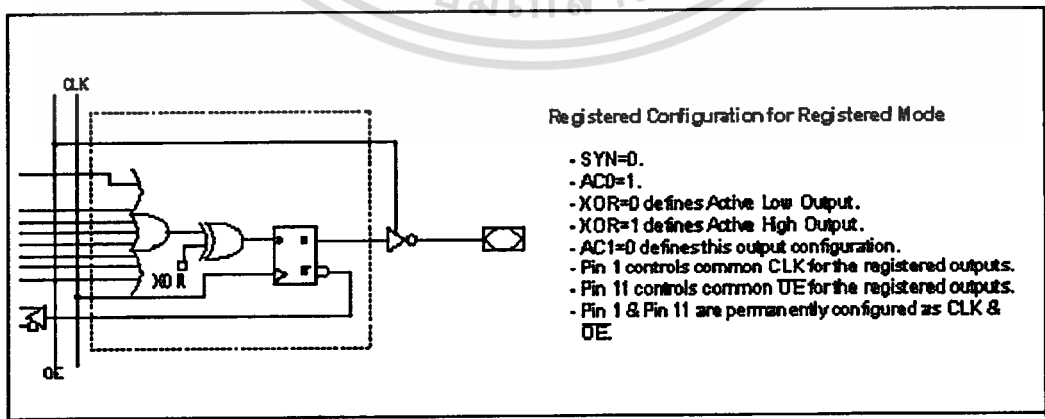 CLK
Registered Configuration for Registered Mode
- SYN=0.
- AC0=1.
- XOR=0 defines Active Low Output.
- XOR=1 defines Active High Output.
- AC1=0 defines this output configuration.
- Pin 1 controls common CLK for the registered outputs.
- Pin 11 controls common OE for the registered outputs.
- Pin 1 & Pin 11 are permanently configured as CLK &
OE.
XOR
OE